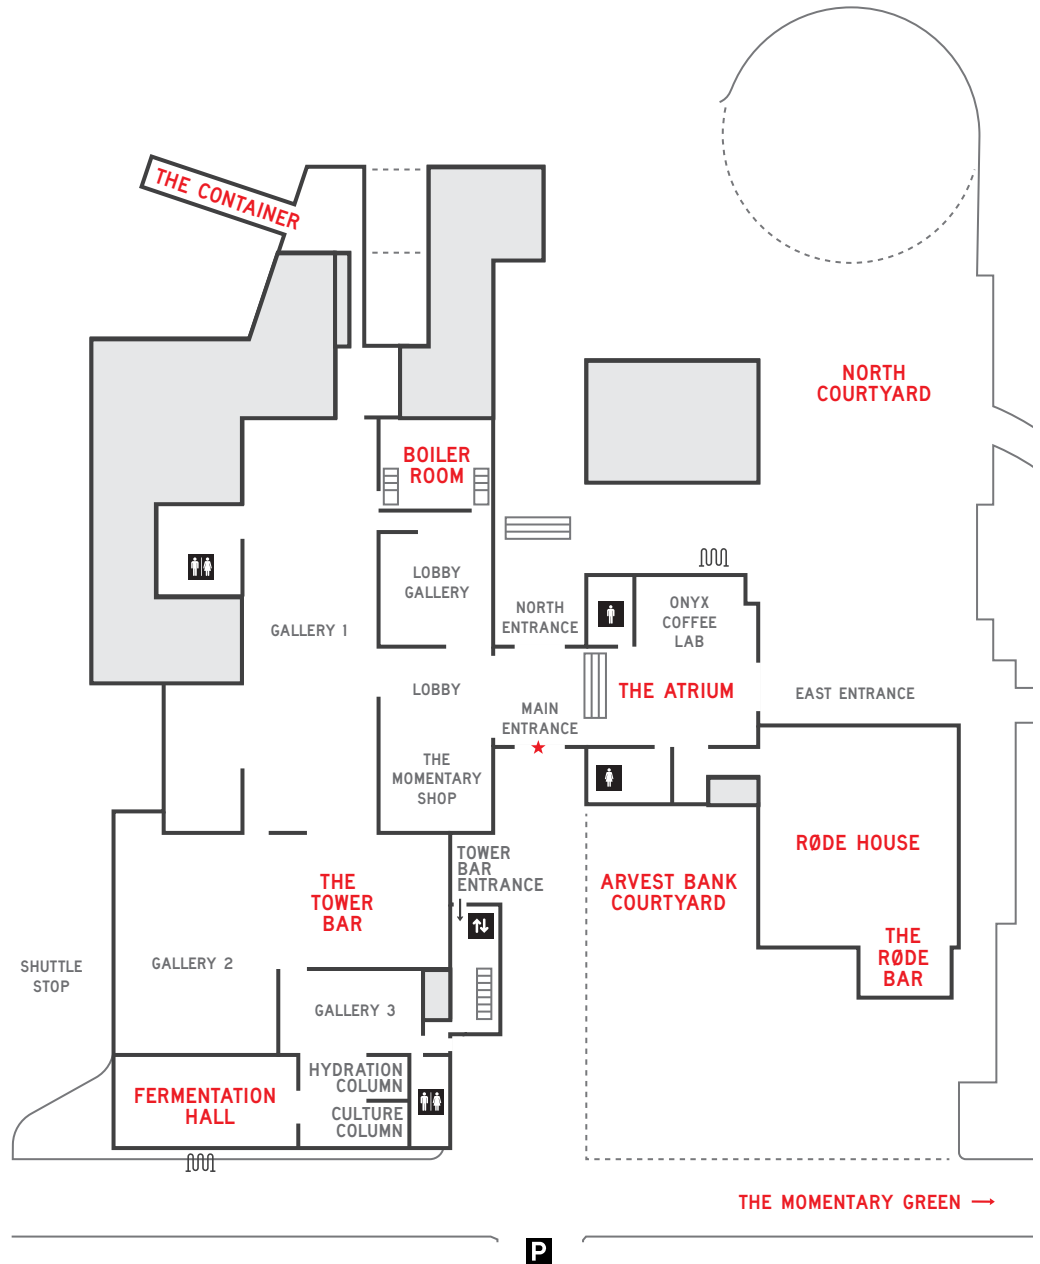 THE CONTAINER
NORTH
COURTYARD
BOILER
ROOM
LOBBY
GALLERY
NORTH
ENTRANCE
ONYX
COFFEE
LAB
GALLERY 1
LOBBY
THE ATRIUM
EAST ENTRANCE
MAIN
ENTRANCE
THE
MOMENTARY
SHOP
RØDE HOUSE
TOWER
BAR
ENTRANCE
THE
TOWER
BAR
ARVEST BANK
COURTYARD
THE
RØDE
BAR
SHUTTLE
STOP
GALLERY 2
GALLERY 3
HYDRATION
COLUMN
FERMENTATION
HALL
CULTURE
COLUMN
THE MOMENTARY GREEN
P